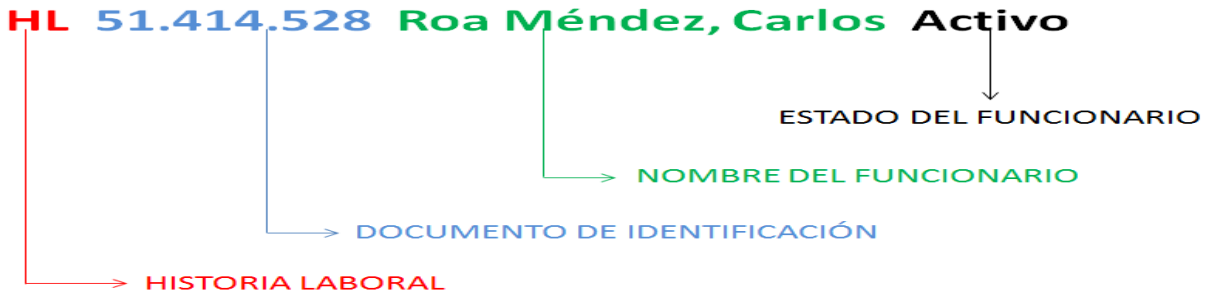 HL 51.414.528 Roa Méndez, Carlos Activo
ESTADO DEL FUNCIONARIO
NOMBRE DEL FUNCIONARIO
DOCUMENTO DE IDENTIFICACIÓN
HISTORIA LABORAL